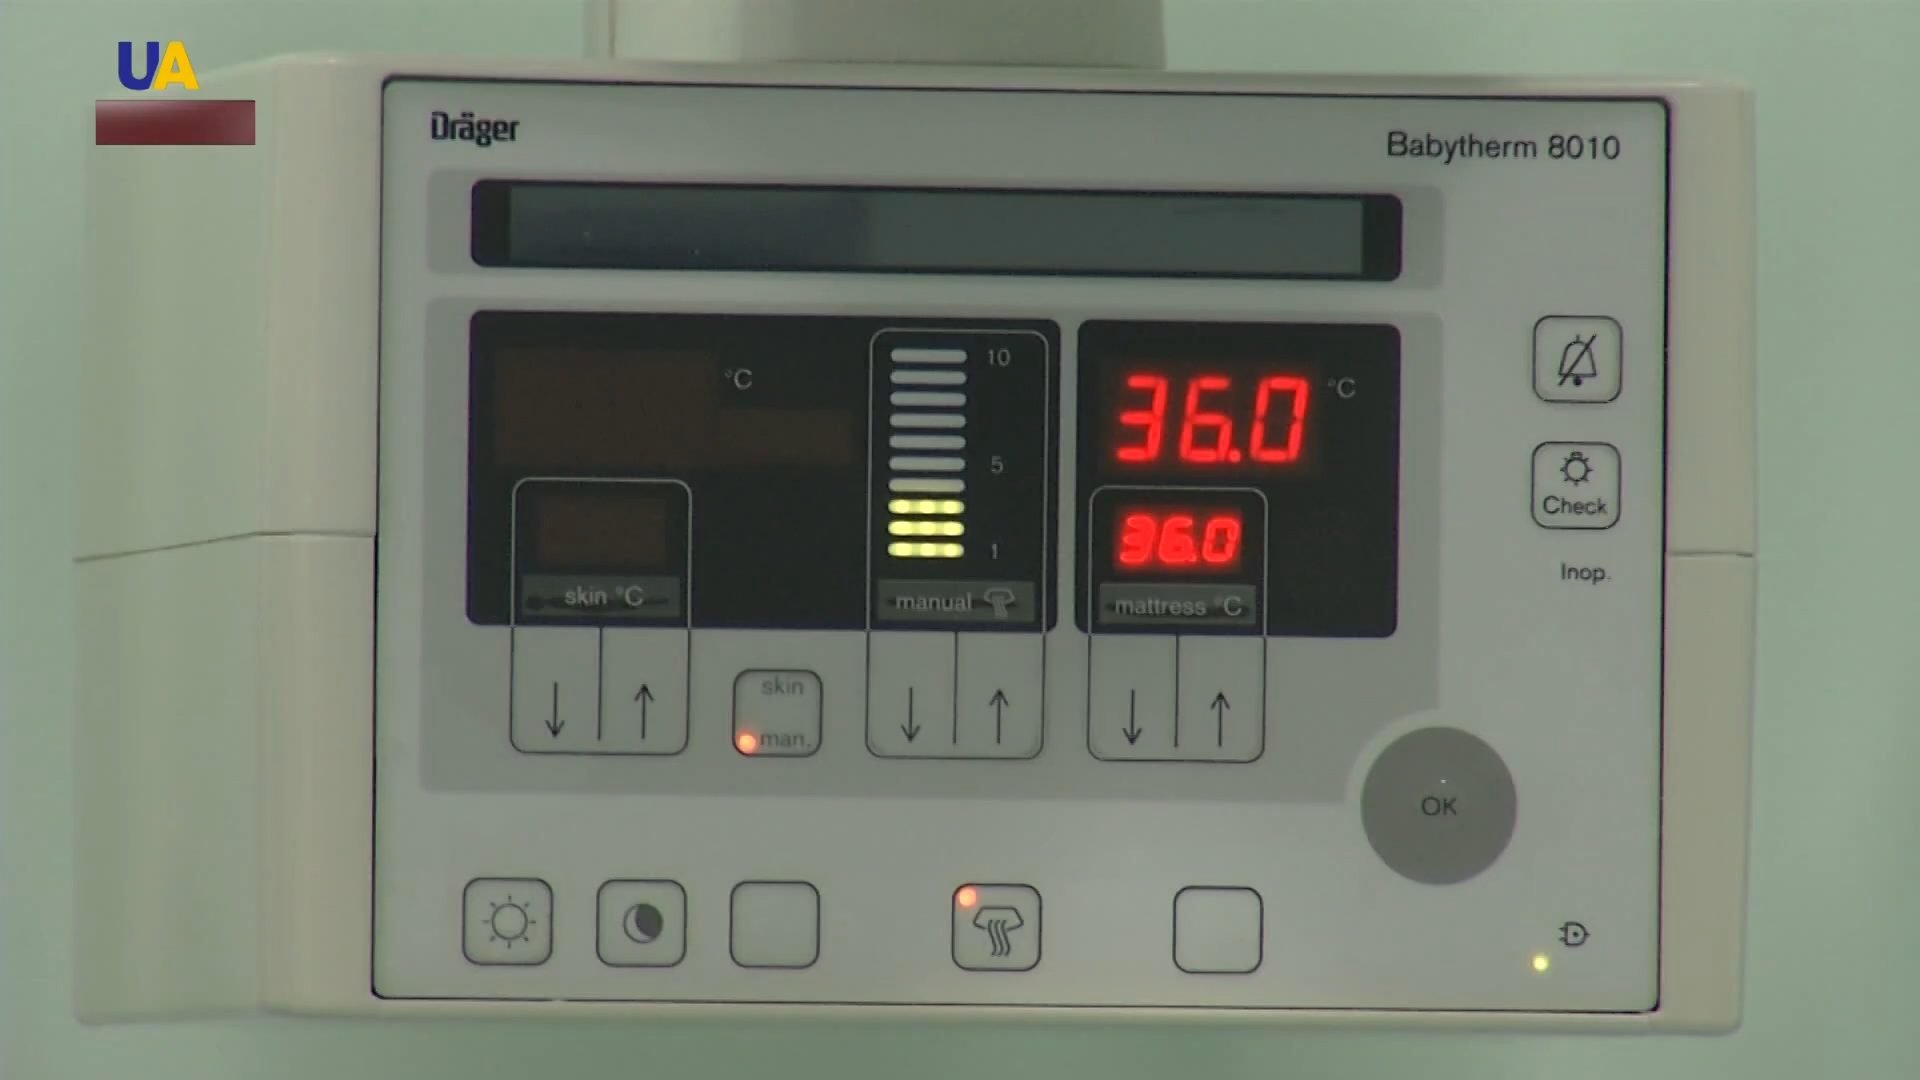 UA
Dräger
Babytherm 8010
°C
10
5
1
36.0 °C
36.0
skin °C
manual
mattress °C
Check
Inop.
skin
man.
OK